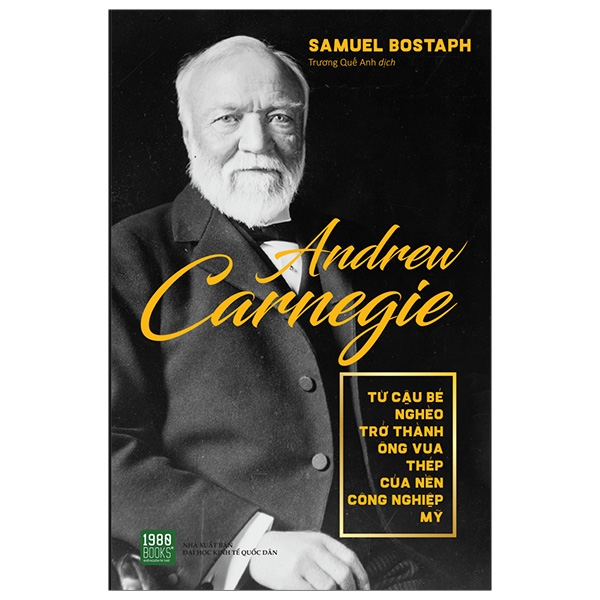 SAMUEL BOSTAPH
Trương Quế Anh dịch
Andrew
Carnegie
TỪ CẬU BÉ
NGHÈO
TRỞ THÀNH
ÔNG VUA
THÉP
CỦA NỀN
CÔNG NGHIỆP
MỸ
1980
BOOKS
NHÀ XUẤT BẢN
ĐẠI HỌC KINH TẾ QUỐC DÂN